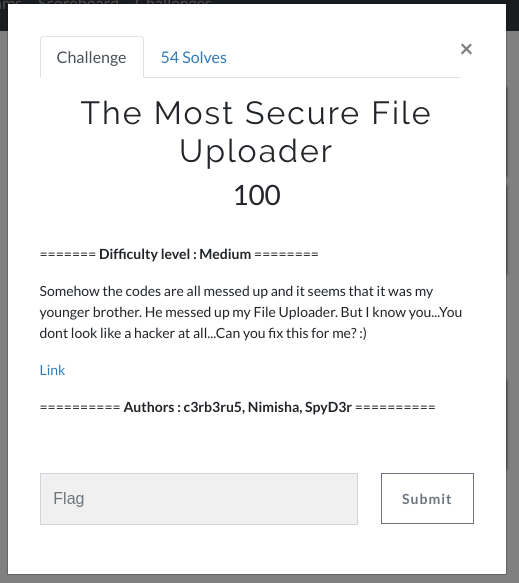 Scoreboard Challenges
Challenge
54 Solves
×
The Most Secure File
Uploader
100
======= Difficulty level : Medium ========
Somehow the codes are all messed up and it seems that it was my
younger brother. He messed up my File Uploader. But I know you...You
dont look like a hacker at all...Can you fix this for me? :)
Link
========== Authors : c3rb3ru5, Nimisha, SpyD3r ==========
Flag
Submit